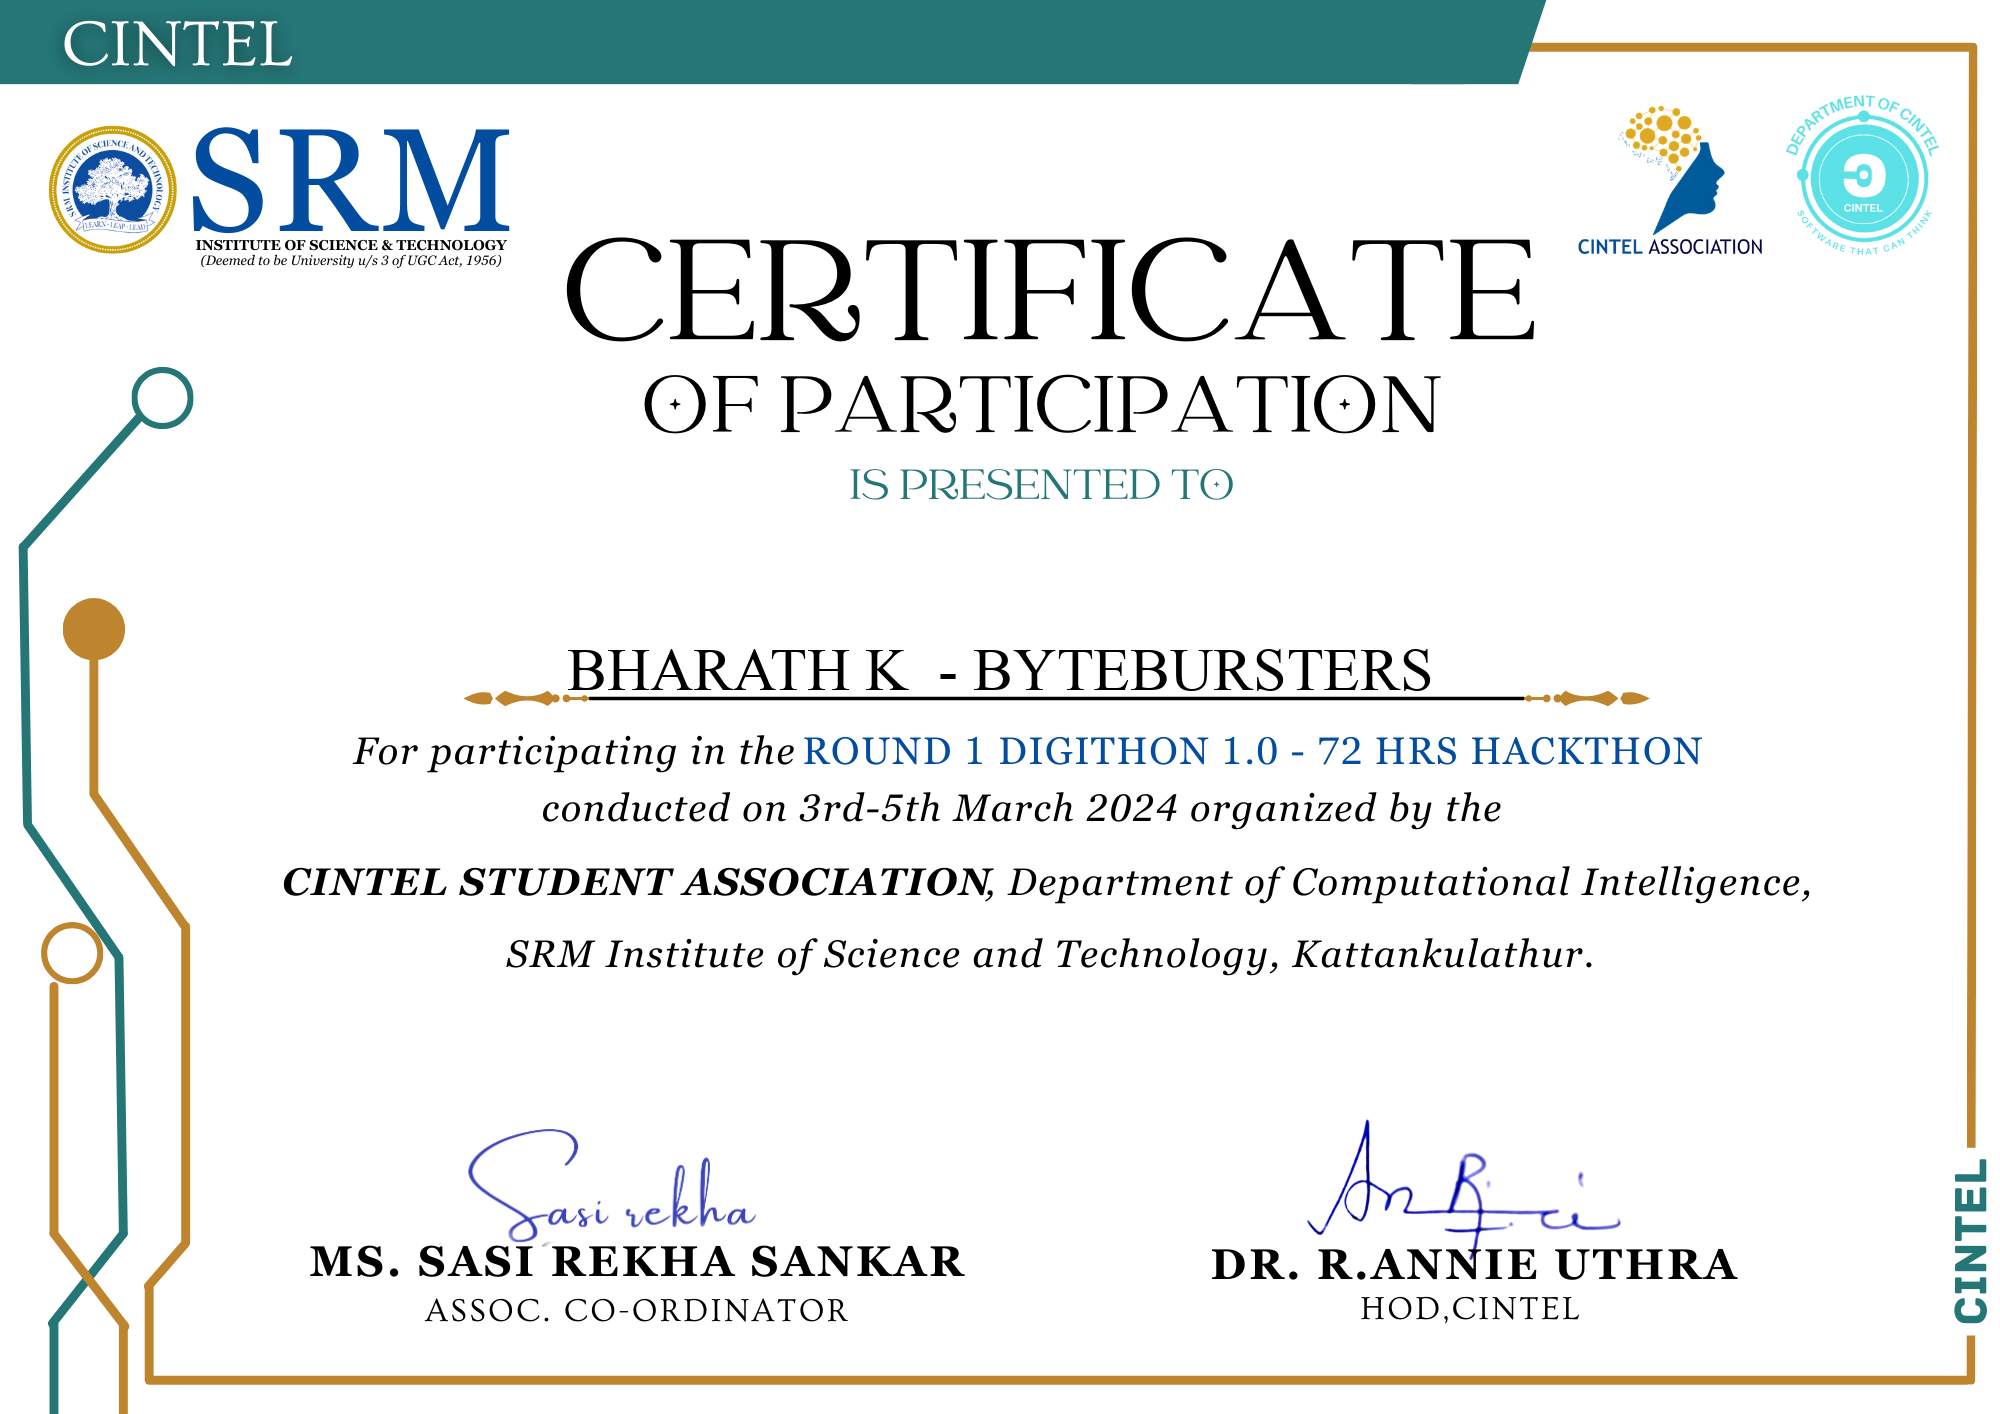 CINTEL
SRM INSTITUTE OF SCIENCE AND TECHNOLOGY
LEARN - LEAP - LEAD
SRM
INSTITUTE OF SCIENCE & TECHNOLOGY
(Deemed to be University u/s 3 of UGC Act, 1956)
CINTEL ASSOCIATION
DEPARTMENT OF CINTEL
CINTEL
SOFTWARE THAT CAN THINK
CERTIFICATE
OF PARTICIPATION
IS PRESENTED TO
BHARATH K - BYTEBURSTERS
For participating in the ROUND 1 DIGITHON 1.0 - 72 HRS HACKTHON
conducted on 3rd-5th March 2024 organized by the
CINTEL STUDENT ASSOCIATION, Department of Computational Intelligence,
SRM Institute of Science and Technology, Kattankulathur.
Sasi rekha
MS. SASI REKHA SANKAR
ASSOC. CO-ORDINATOR
DR. R.ANNIE UTHRA
HOD,CINTEL
CINTEL